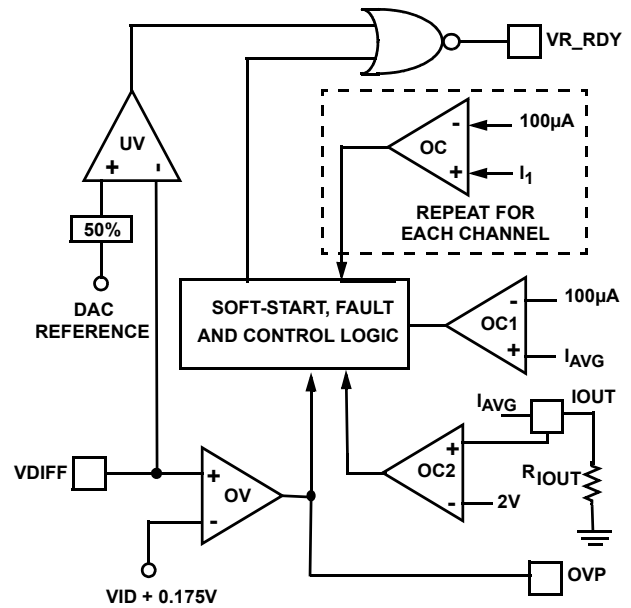 VR_RDY
UV
+ -
50%
DAC
REFERENCE
-
100µA
OC
+
I1
REPEAT FOR
EACH CHANNEL
SOFT-START, FAULT
AND CONTROL LOGIC
-
100µA
OC1
+
IAVG
IAVG
IOUT
+
OC2
-
2V
RIOUT
VDIFF
+
OV
-
VID + 0.175V
OVP